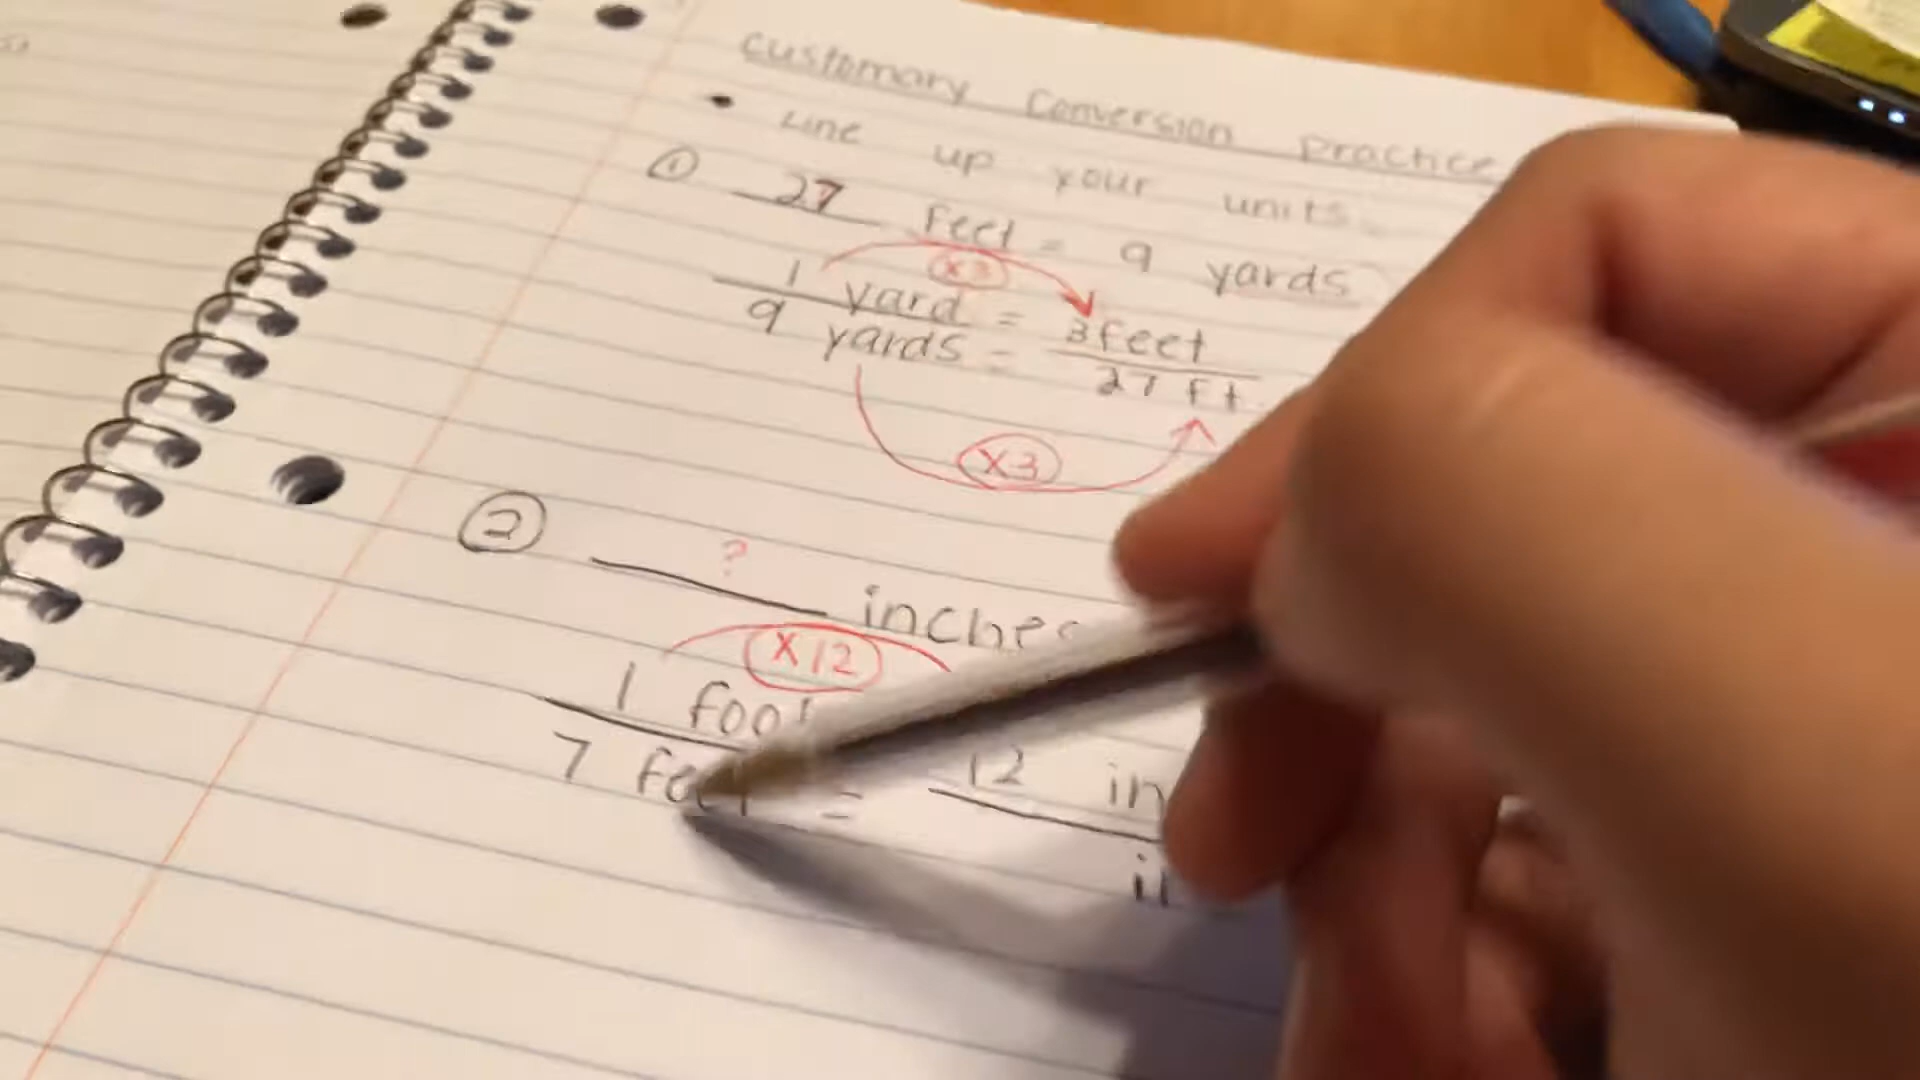 Customary Conversion practice
• Line up your units.
① 27 feet = 9 yards
x3
1 yard = 3 feet
9 yards = 27 ft.
x3
② ? inches
x12
1 foot
12 in
7 feet =